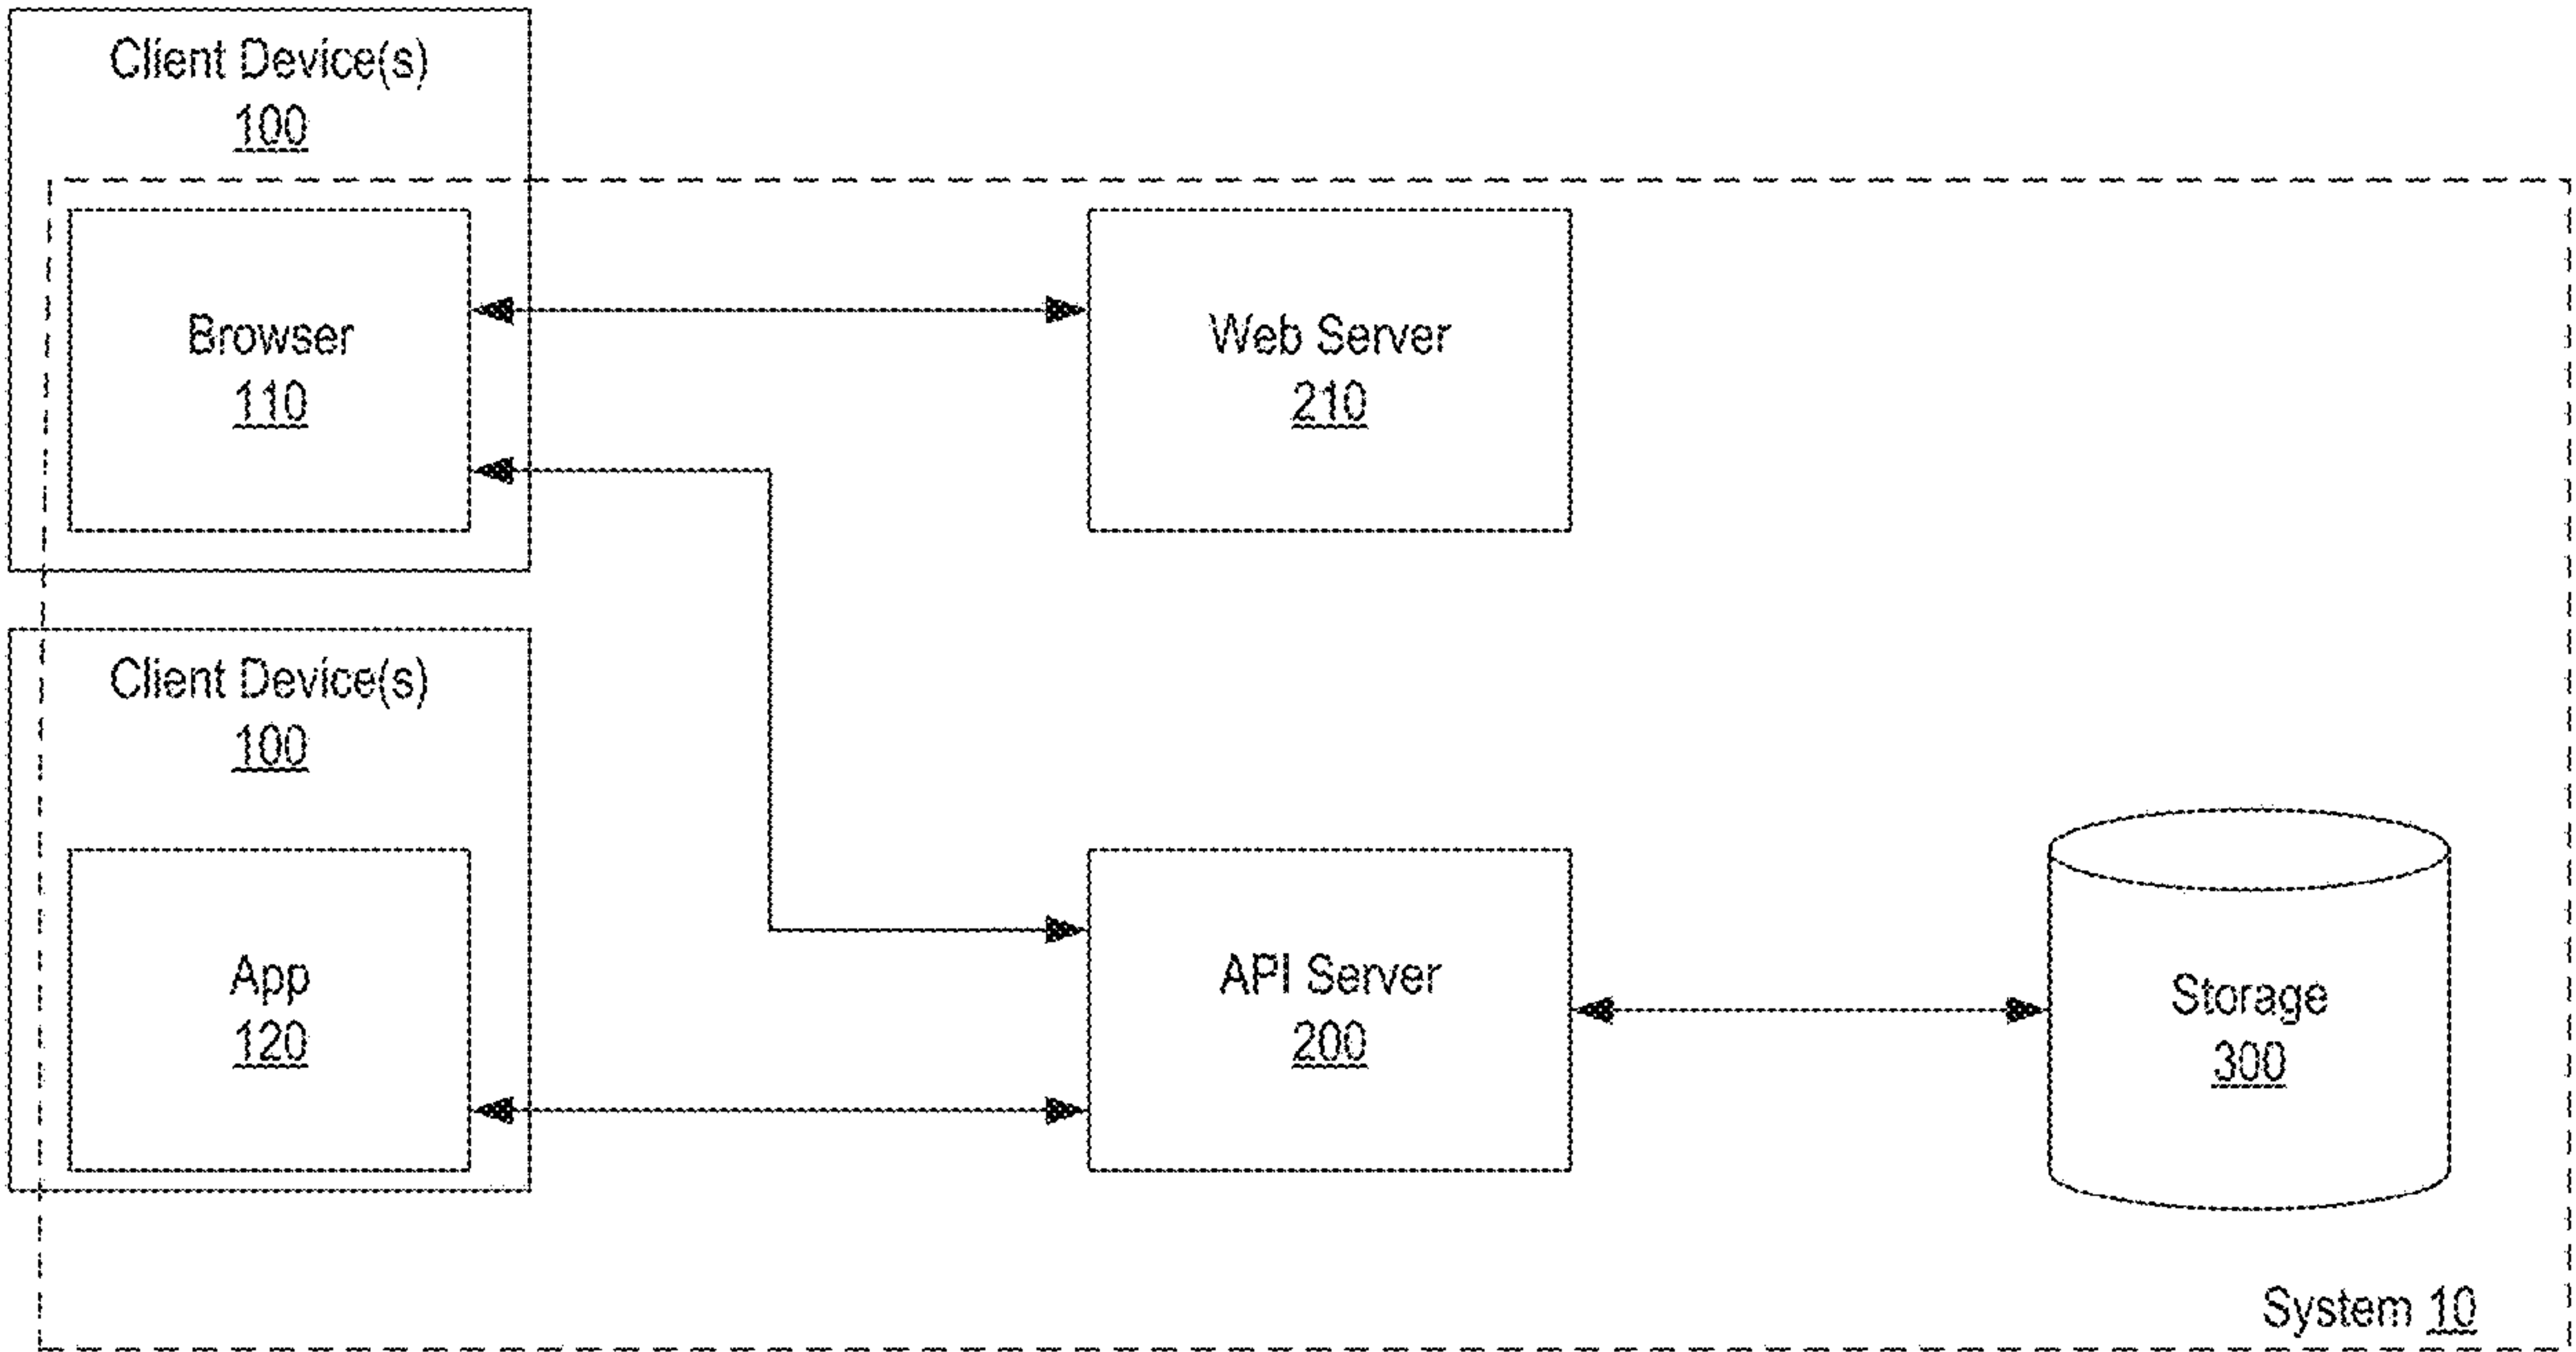 Client Device(s)
100
Browser
110
Web Server
210
Client Device(s)
100
App
120
API Server
200
Storage
300
System 10